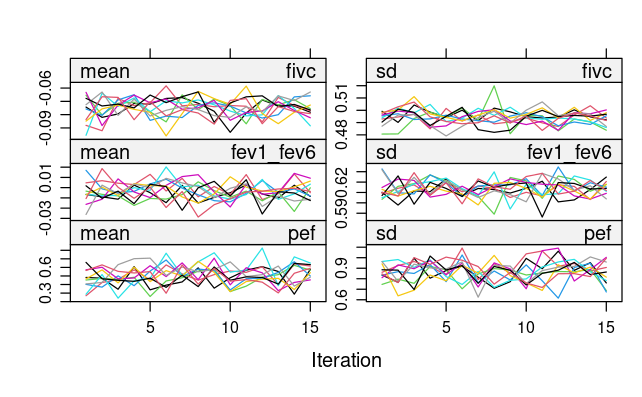 mean fivc sd fivc
-0.09 -0.06 0.48 0.51
mean fev1_fev6 sd fev1_fev6
-0.03 0.01 0.59 0.62
mean pef sd pef
0.3 0.6 0.6 0.9
5 10 15 5 10 15
Iteration